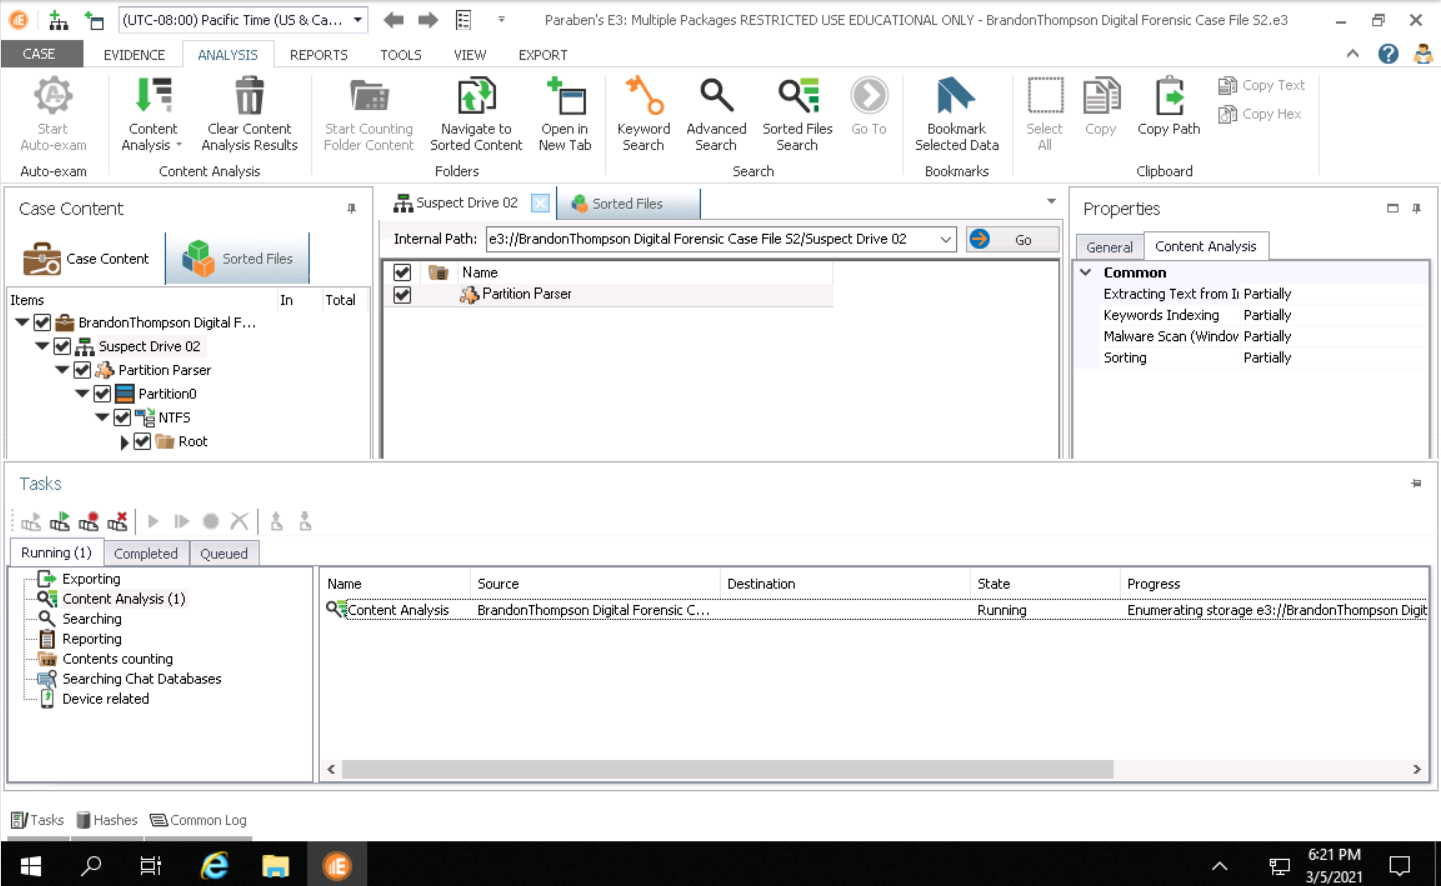 (UTC-08:00) Pacific Time (US & Ca...
Paraben's E3: Multiple Packages RESTRICTED USE EDUCATIONAL ONLY - BrandonThompson Digital Forensic Case File S2.e3
CASE EVIDENCE ANALYSIS REPORTS TOOLS VIEW EXPORT
Start Auto-exam
Content Analysis
Clear Content Analysis Results
Start Counting Folder Content
Navigate to Sorted Content
Open in New Tab
Keyword Search
Advanced Search
Sorted Files Search
Go To
Bookmark Selected Data
Select All
Copy
Copy Path
Copy Text
Copy Hex
Auto-exam Content Analysis Folders Search Bookmarks Clipboard
Case Content
Case Content Sorted Files
Items In Total
BrandonThompson Digital F...
Suspect Drive 02
Partition Parser
Partition0
NTFS
Root
Suspect Drive 02 Sorted Files
Internal Path: e3://BrandonThompson Digital Forensic Case File S2/Suspect Drive 02 Go
Name
Partition Parser
Properties
General Content Analysis
Common
Extracting Text from Partially
Keywords Indexing Partially
Malware Scan (Window Partially
Sorting Partially
Tasks
Running (1) Completed Queued
Exporting
Content Analysis (1)
Searching
Reporting
Contents counting
Searching Chat Databases
Device related
Name Source Destination State Progress
Content Analysis BrandonThompson Digital Forensic C... Running Enumerating storage e3://BrandonThompson Digit
Tasks Hashes Common Log
6:21 PM
3/5/2021